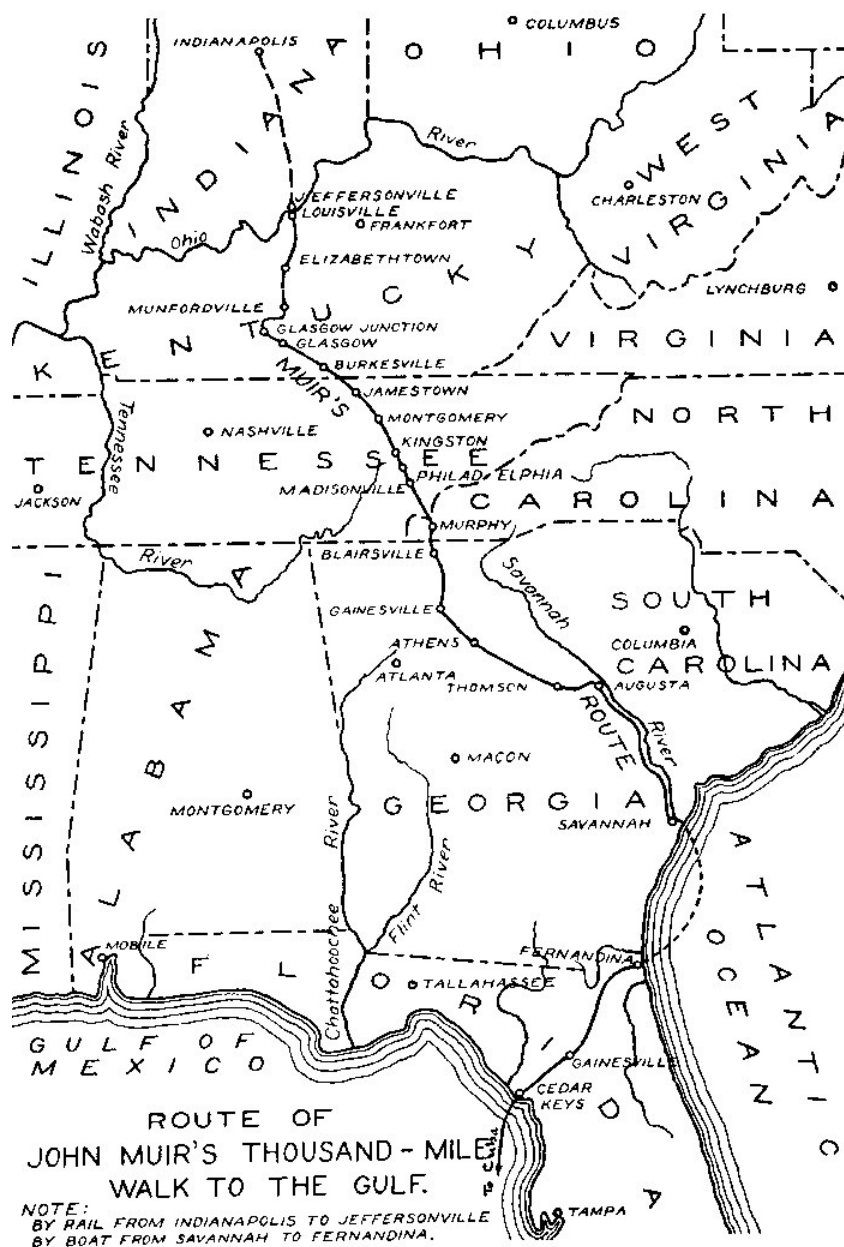 COLUMBUS
INDIANAPOLIS
OHIO
ILLINOIS
INDIANA
Wabash River
River
WEST
VIRGINIA
CHARLESTON
JEFFERSONVILLE
LOUISVILLE
FRANKFORT
Ohio
ELIZABETHTOWN
LYNCHBURG
MUNFORDVILLE
KENTUCKY
GLASGOW JUNCTION
GLASGOW
VIRGINIA
BURKESVILLE
MUIR'S
JAMESTOWN
Tennessee
MONTGOMERY
NORTH
NASHVILLE
KINGSTON
TENNESSEE
PHILADELPHIA
JACKSON
MADISONVILLE
CAROLINA
MURPHY
River
BLAIRSVILLE
Savannah
GAINESVILLE
SOUTH
ATHENS
COLUMBIA
ATLANTA
CAROLINA
THOMSON
AUGUSTA
ROUTE
River
MISSISSIPPI
ALABAMA
MACON
MONTGOMERY
GEORGIA
River
SAVANNAH
Flint River
Chattahoochee
ATLANTIC
OCEAN
MOBILE
FERNANDINA
FLORIDA
TALLAHASSEE
GULF OF
MEXICO
GAINESVILLE
CEDAR
KEYS
To Cuba
TAMPA
ROUTE OF
JOHN MUIR'S THOUSAND-MILE
WALK TO THE GULF.
NOTE:
BY RAIL FROM INDIANAPOLIS TO JEFFERSONVILLE
BY BOAT FROM SAVANNAH TO FERNANDINA.